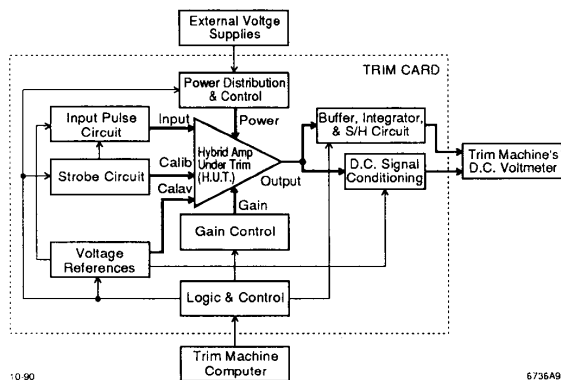 External Voltge
Supplies
TRIM CARD
Power Distribution
& Control
Input Pulse
Circuit
Input
Power
Buffer, Integrator,
& S/H Circuit
Hybrid Amp
Under Trim
(H.U.T.)
Calib
Strobe Circuit
Output
D.C. Signal
Conditioning
Trim Machine's
D.C. Voltmeter
Calav
Gain
Gain Control
Voltage
References
Logic & Control
Trim Machine
Computer
10-90
6736A9